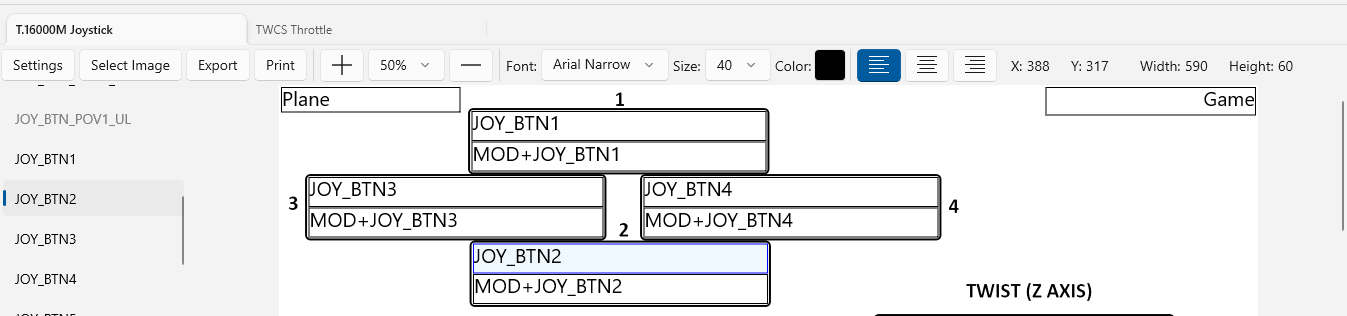 T.16000M Joystick
TWCS Throttle
Settings
Select Image
Export
Print
50%
Font:
Arial Narrow
Size:
40
Color:
X: 388
Y: 317
Width: 590
Height: 60
JOY_BTN_POV1_UL
JOY_BTN1
JOY_BTN2
JOY_BTN3
JOY_BTN4
Plane
1
Game
JOY_BTN1
MOD+JOY_BTN1
3
JOY_BTN3
MOD+JOY_BTN3
JOY_BTN4
MOD+JOY_BTN4
4
2
JOY_BTN2
MOD+JOY_BTN2
TWIST (Z AXIS)